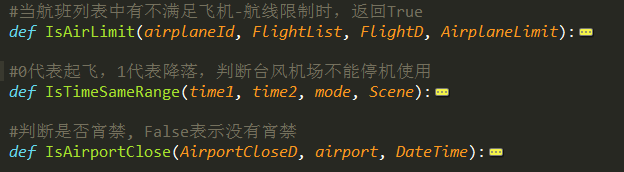 #当航班列表中有不满足飞机-航线限制时，返回True
def IsAirLimit(airplaneId, FlightList, FlightD, AirplaneLimit):
#0代表起飞，1代表降落，判断台风机场不能停机使用
def IsTimeSameRange(time1, time2, mode, Scene):
#判断是否宵禁, False表示没有宵禁
def IsAirportClose(AirportCloseD, airport, DateTime):